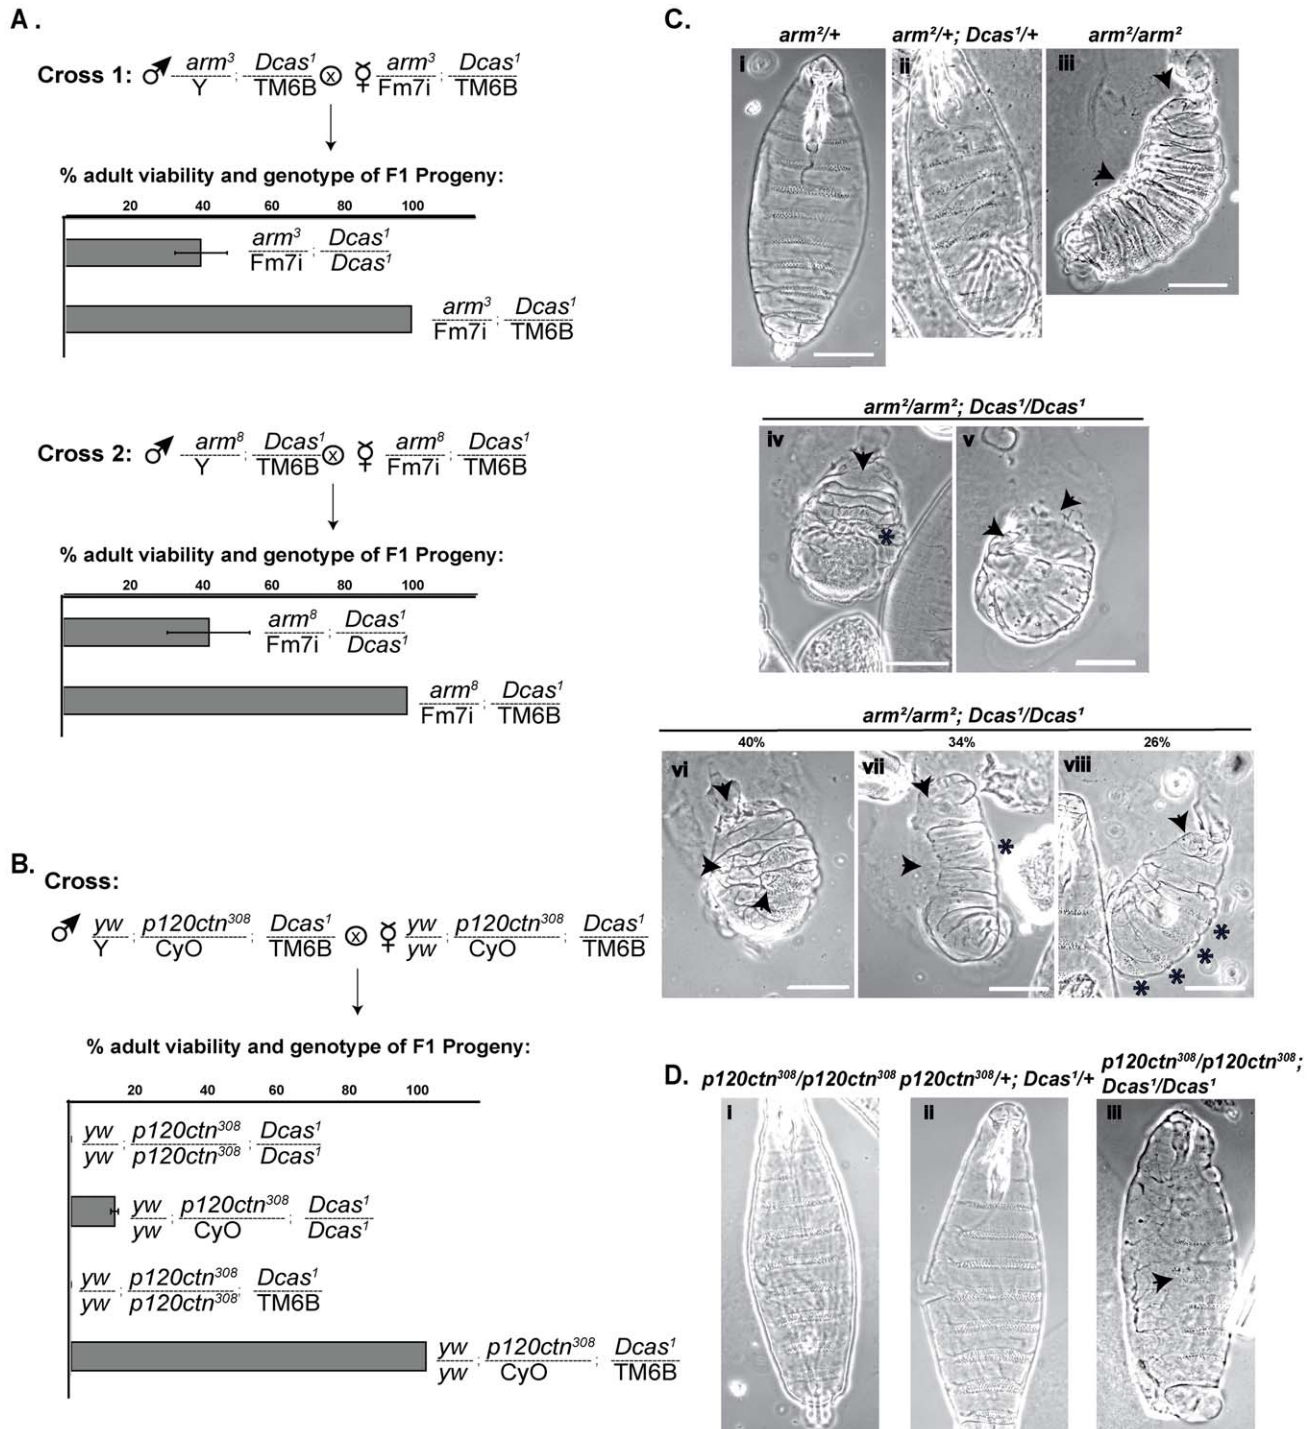 A .
Cross 1: ♂ arm³/Y ; Dcas¹/TM6B ⊗ ☿ arm³/Fm7i ; Dcas¹/TM6B
% adult viability and genotype of F1 Progeny:
20 40 60 80 100
arm³/Fm7i ; Dcas¹/Dcas¹
arm³/Fm7i ; Dcas¹/TM6B
Cross 2: ♂ arm⁸/Y ; Dcas¹/TM6B ⊗ ☿ arm⁸/Fm7i ; Dcas¹/TM6B
% adult viability and genotype of F1 Progeny:
20 40 60 80 100
arm⁸/Fm7i ; Dcas¹/Dcas¹
arm⁸/Fm7i ; Dcas¹/TM6B
B.
Cross:
♂ yw/Y ; p120ctn³⁰⁸/CyO ; Dcas¹/TM6B ⊗ ☿ yw/yw ; p120ctn³⁰⁸/CyO ; Dcas¹/TM6B
% adult viability and genotype of F1 Progeny:
20 40 60 80 100
yw/yw ; p120ctn³⁰⁸/p120ctn³⁰⁸ ; Dcas¹/Dcas¹
yw/yw ; p120ctn³⁰⁸/CyO ; Dcas¹/Dcas¹
yw/yw ; p120ctn³⁰⁸/p120ctn³⁰⁸ ; Dcas¹/TM6B
yw/yw ; p120ctn³⁰⁸/CyO ; Dcas¹/TM6B
C.
arm²/+ arm²/+; Dcas¹/+ arm²/arm²
i ii iii
arm²/arm²; Dcas¹/Dcas¹
iv v
* 
arm²/arm²; Dcas¹/Dcas¹
40% 34% 26%
vi vii viii
*
* * * *
D. p120ctn³⁰⁸/p120ctn³⁰⁸ p120ctn³⁰⁸/+; Dcas¹/+ p120ctn³⁰⁸/p120ctn³⁰⁸;
Dcas¹/Dcas¹
i ii iii